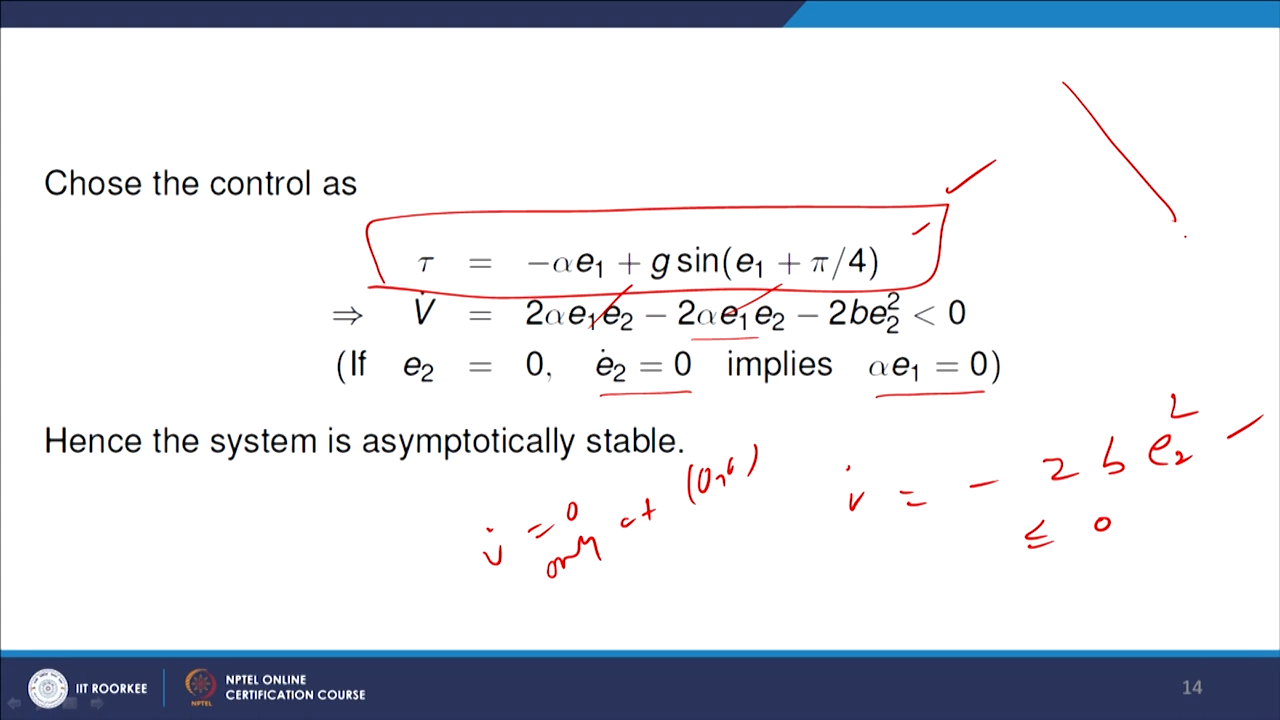 Chose the control as
τ = −αe₁ + g sin(e₁ + π/4)
⇒ V̇ = 2αe₁e₂ − 2αe₁e₂ − 2be₂² < 0
(If e₂ = 0, ė₂ = 0 implies αe₁ = 0)
Hence the system is asymptotically stable.
v̇ = − 2 b e₂²
≤ 0
v̇ = 0 at (0,0)
only
IIT ROORKEE
NPTEL ONLINE
CERTIFICATION COURSE
NPTEL
14